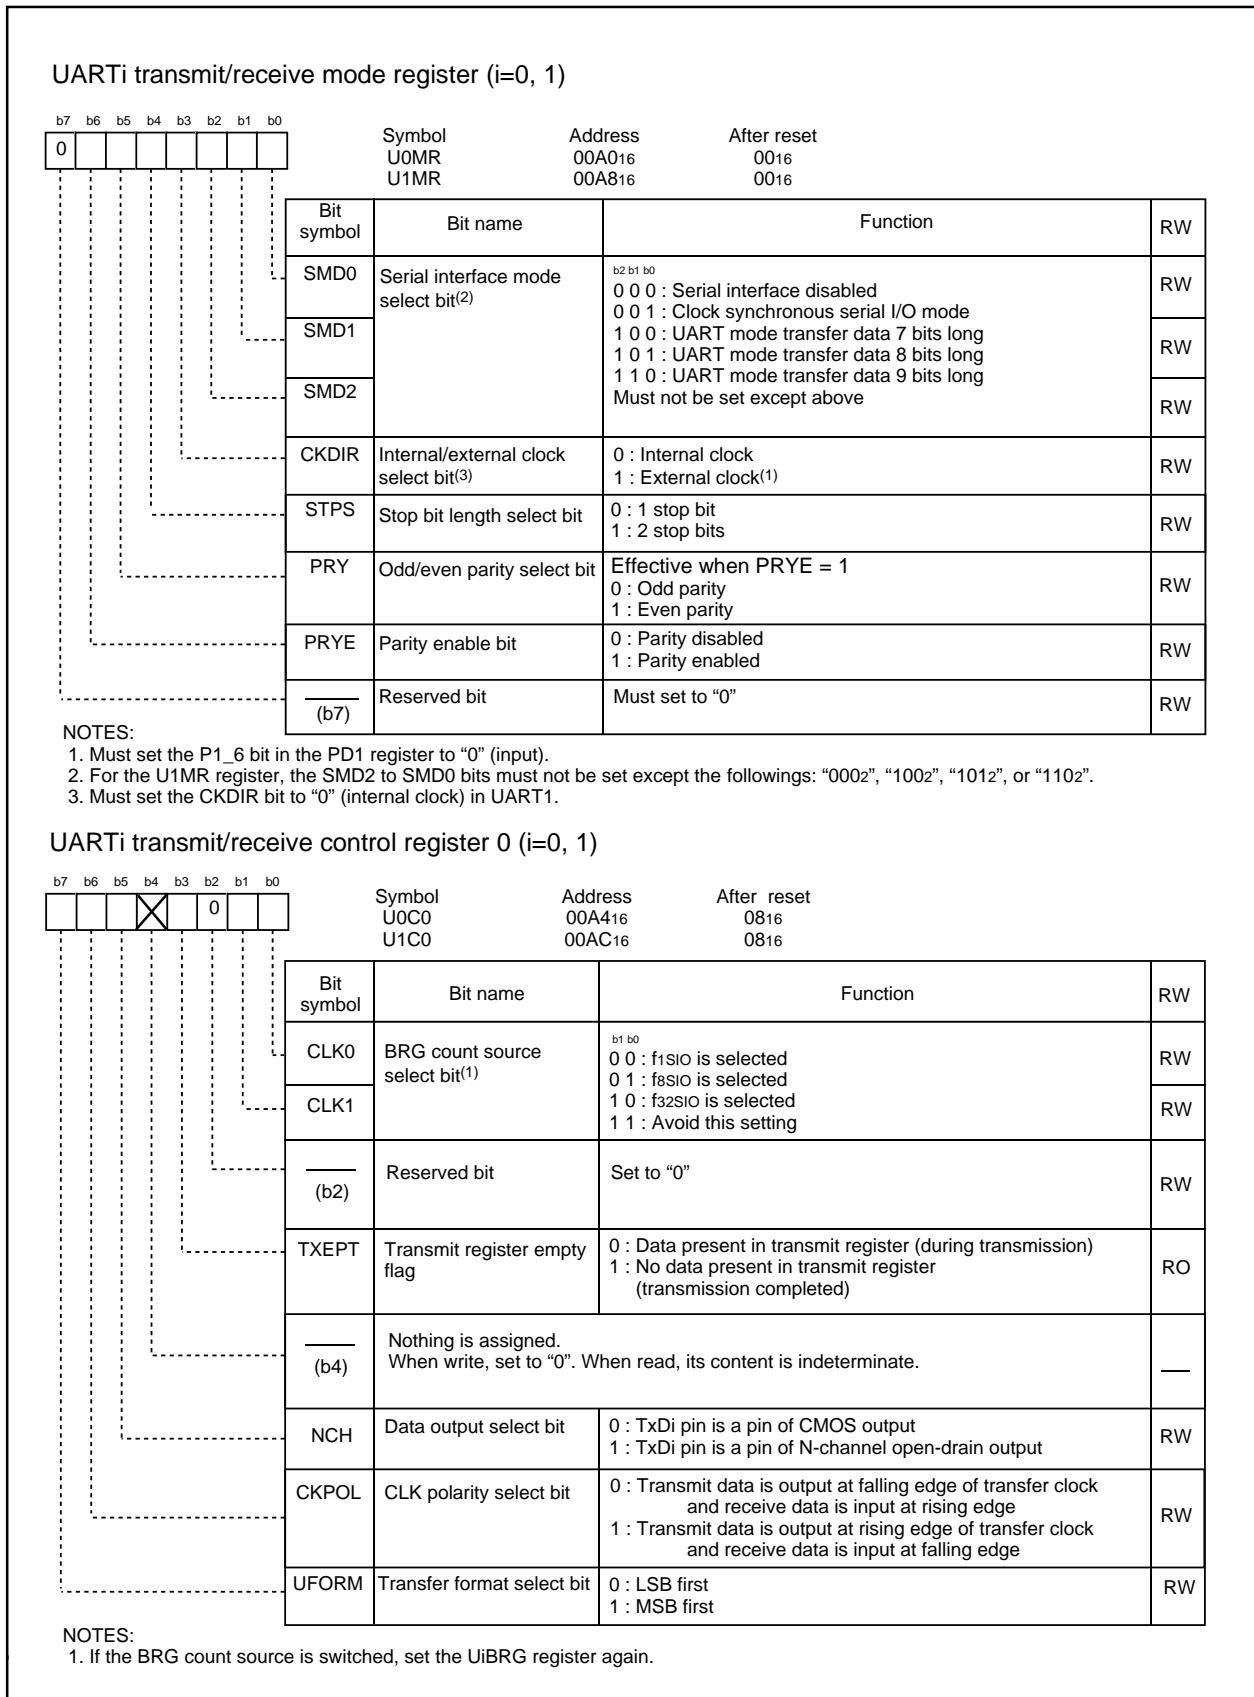 UARTi transmit/receive mode register (i=0, 1)
b7 b6 b5 b4 b3 b2 b1 b0
0
Symbol Address After reset
U0MR 00A016 0016
U1MR 00A816 0016
Bit symbol Bit name Function RW
SMD0 Serial interface mode select bit(2) RW
SMD1 RW
SMD2 RW
b2 b1 b0
0 0 0 : Serial interface disabled
0 0 1 : Clock synchronous serial I/O mode
1 0 0 : UART mode transfer data 7 bits long
1 0 1 : UART mode transfer data 8 bits long
1 1 0 : UART mode transfer data 9 bits long
Must not be set except above
CKDIR Internal/external clock select bit(3) RW
0 : Internal clock
1 : External clock(1)
STPS Stop bit length select bit RW
0 : 1 stop bit
1 : 2 stop bits
PRY Odd/even parity select bit RW
Effective when PRYE = 1
0 : Odd parity
1 : Even parity
PRYE Parity enable bit RW
0 : Parity disabled
1 : Parity enabled
(b7) Reserved bit Must set to “0” RW
NOTES:
1. Must set the P1_6 bit in the PD1 register to “0” (input).
2. For the U1MR register, the SMD2 to SMD0 bits must not be set except the followings: “0002”, “1002”, “1012”, or “1102”.
3. Must set the CKDIR bit to “0” (internal clock) in UART1.
UARTi transmit/receive control register 0 (i=0, 1)
b7 b6 b5 b4 b3 b2 b1 b0
0
Symbol Address After reset
U0C0 00A416 0816
U1C0 00AC16 0816
Bit symbol Bit name Function RW
CLK0 BRG count source select bit(1) RW
CLK1 RW
b1 b0
0 0 : f1SIO is selected
0 1 : f8SIO is selected
1 0 : f32SIO is selected
1 1 : Avoid this setting
(b2) Reserved bit Set to “0” RW
TXEPT Transmit register empty flag RO
0 : Data present in transmit register (during transmission)
1 : No data present in transmit register
(transmission completed)
(b4) Nothing is assigned.
When write, set to “0”. When read, its content is indeterminate.
NCH Data output select bit RW
0 : TxDi pin is a pin of CMOS output
1 : TxDi pin is a pin of N-channel open-drain output
CKPOL CLK polarity select bit RW
0 : Transmit data is output at falling edge of transfer clock
and receive data is input at rising edge
1 : Transmit data is output at rising edge of transfer clock
and receive data is input at falling edge
UFORM Transfer format select bit RW
0 : LSB first
1 : MSB first
NOTES:
1. If the BRG count source is switched, set the UiBRG register again.